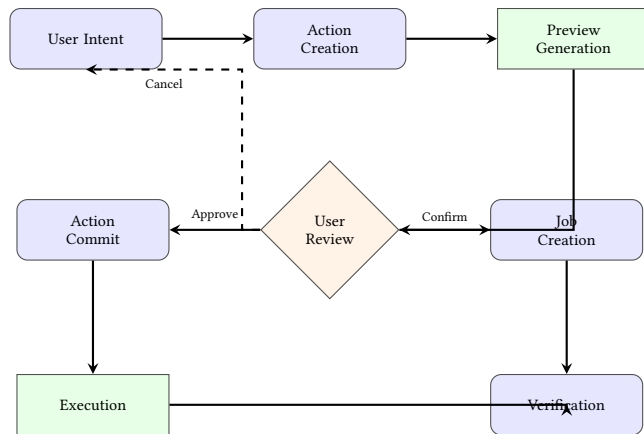 User Intent
Action
Creation
Preview
Generation
Cancel
Action
Commit
Approve
User
Review
Confirm
Job
Creation
Execution
Verification